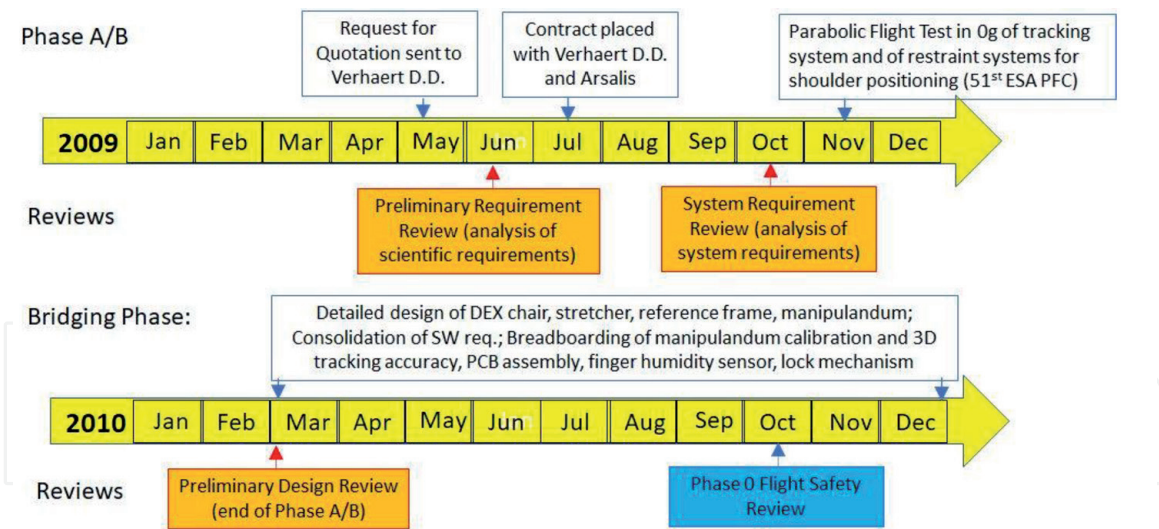 Phase A/B
Request for
Quotation sent to
Verhaert D.D.
Contract placed
with Verhaert D.D.
and Arsalis
Parabolic Flight Test in 0g of tracking
system and of restraint systems for
shoulder positioning (51st ESA PFC)
2009 Jan Feb Mar Apr May Jun Jul Aug Sep Oct Nov Dec
Reviews
Preliminary Requirement
Review (analysis of
scientific requirements)
System Requirement
Review (analysis of
system requirements)
Bridging Phase:
Detailed design of DEX chair, stretcher, reference frame, manipulandum;
Consolidation of SW req.; Breadboarding of manipulandum calibration and 3D
tracking accuracy, PCB assembly, finger humidity sensor, lock mechanism
2010 Jan Feb Mar Apr May Jun Jul Aug Sep Oct Nov Dec
Reviews
Preliminary Design Review
(end of Phase A/B)
Phase 0 Flight Safety
Review